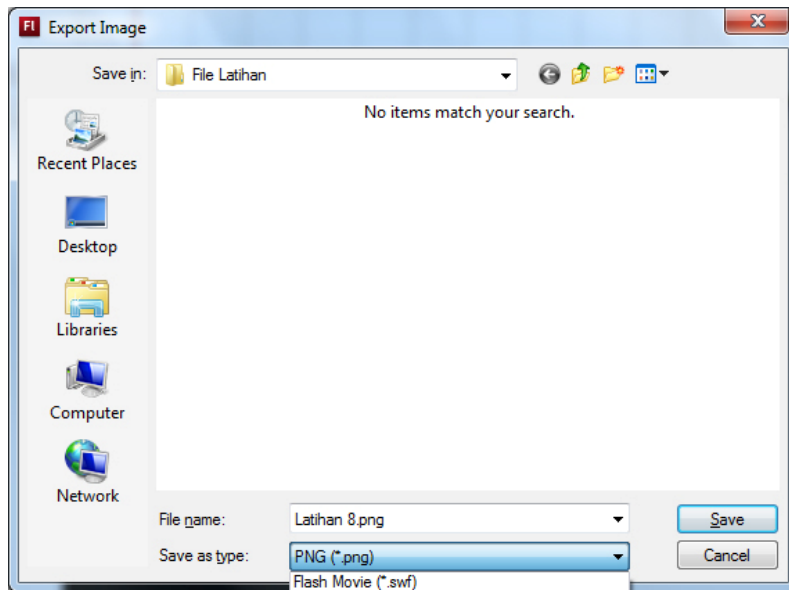 Fl Export Image
Save in: File Latihan
No items match your search.
Recent Places
Desktop
Libraries
Computer
Network
File name: Latihan 8.png Save
Save as type: PNG (*.png) Cancel
Flash Movie (*.swf)